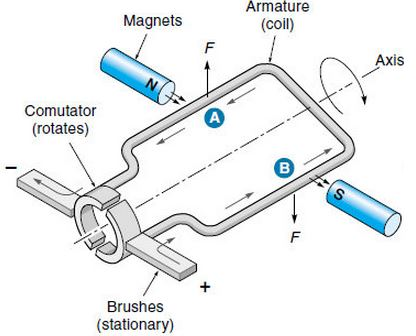 Armature
(coil)
Magnets
F
Axis
N
Comutator
(rotates)
A
B
S
F
–
+
Brushes
(stationary)